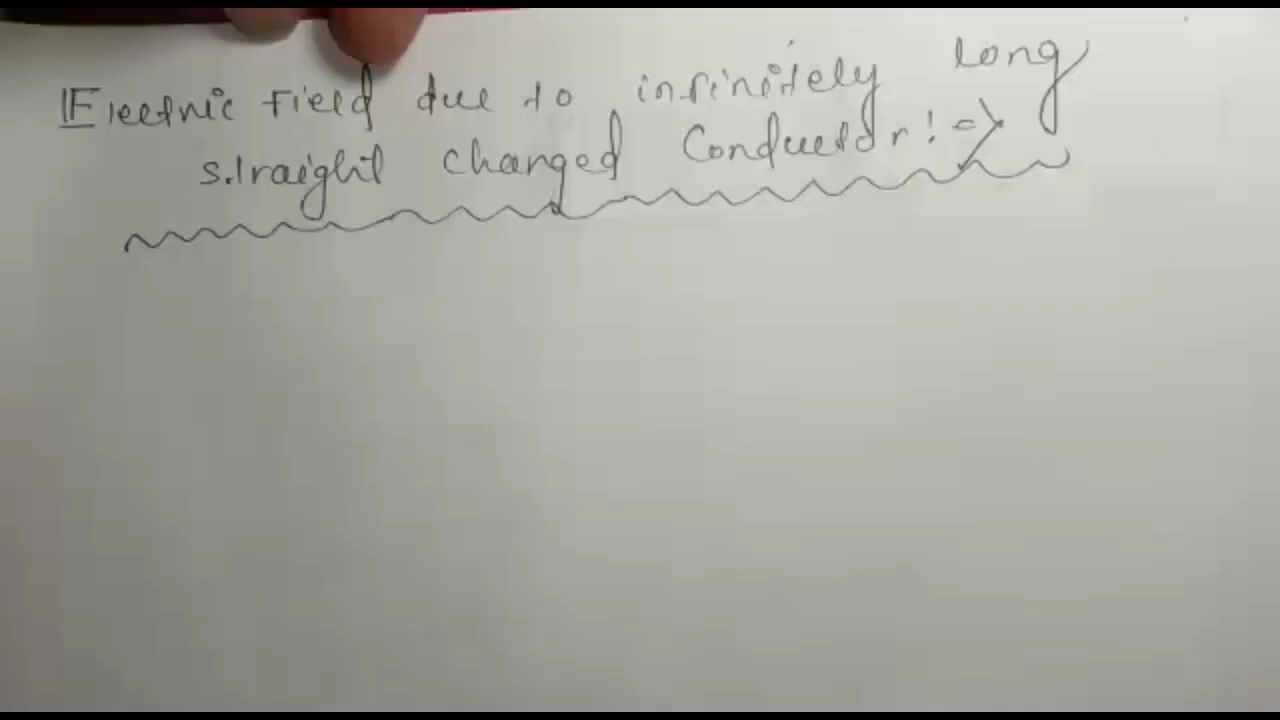 Electric Field due to infinitely long
straight charged Conductor! =>